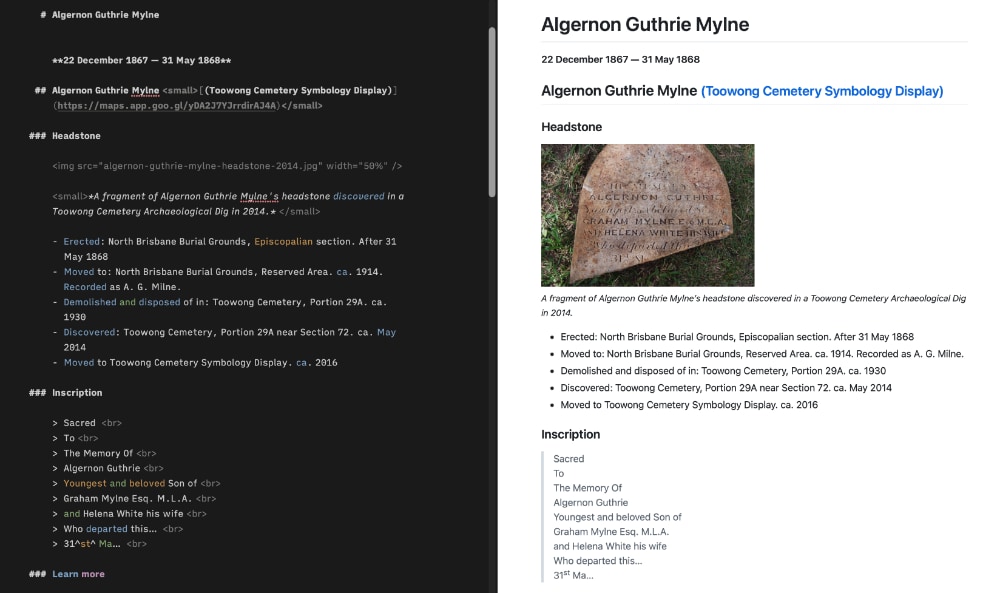 # Algernon Guthrie Mylne
**22 December 1867 — 31 May 1868**
## Algernon Guthrie Mylne <small>[(Toowong Cemetery Symbology Display)]
(https://maps.app.goo.gl/yDA2J7YJrrdirAJ4A)</small>
### Headstone
<img src="algernon-guthrie-mylne-headstone-2014.jpg" width="50%" />
<small>*A fragment of Algernon Guthrie Mylne's headstone discovered in a
Toowong Cemetery Archaeological Dig in 2014.* </small>
- Erected: North Brisbane Burial Grounds, Episcopalian section. After 31
May 1868
- Moved to: North Brisbane Burial Grounds, Reserved Area. ca. 1914.
Recorded as A. G. Milne.
- Demolished and disposed of in: Toowong Cemetery, Portion 29A. ca.
1930
- Discovered: Toowong Cemetery, Portion 29A near Section 72. ca. May
2014
- Moved to Toowong Cemetery Symbology Display. ca. 2016
### Inscription
> Sacred <br>
> To <br>
> The Memory Of <br>
> Algernon Guthrie <br>
> Youngest and beloved Son of <br>
> Graham Mylne Esq. M.L.A. <br>
> and Helena White his wife <br>
> Who departed this… <br>
> 31^st^ Ma… <br>
### Learn more
Algernon Guthrie Mylne
22 December 1867 — 31 May 1868
Algernon Guthrie Mylne (Toowong Cemetery Symbology Display)
Headstone
ALGERNON GUTHRIE
GRAHAM MYLNE ESQ. M.L.A.
HELENA WHITE HIS WIFE
Who departed this
A fragment of Algernon Guthrie Mylne's headstone discovered in a Toowong Cemetery Archaeological Dig
in 2014.
• Erected: North Brisbane Burial Grounds, Episcopalian section. After 31 May 1868
• Moved to: North Brisbane Burial Grounds, Reserved Area. ca. 1914. Recorded as A. G. Milne.
• Demolished and disposed of in: Toowong Cemetery, Portion 29A. ca. 1930
• Discovered: Toowong Cemetery, Portion 29A near Section 72. ca. May 2014
• Moved to Toowong Cemetery Symbology Display. ca. 2016
Inscription
Sacred
To
The Memory Of
Algernon Guthrie
Youngest and beloved Son of
Graham Mylne Esq. M.L.A.
and Helena White his wife
Who departed this…
31st Ma…